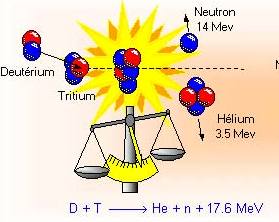 Neutron
14 Mev
Deutérium
N
Tritium
Hélium
3.5 Mev
D + T ⟶ He + n + 17.6 MeV